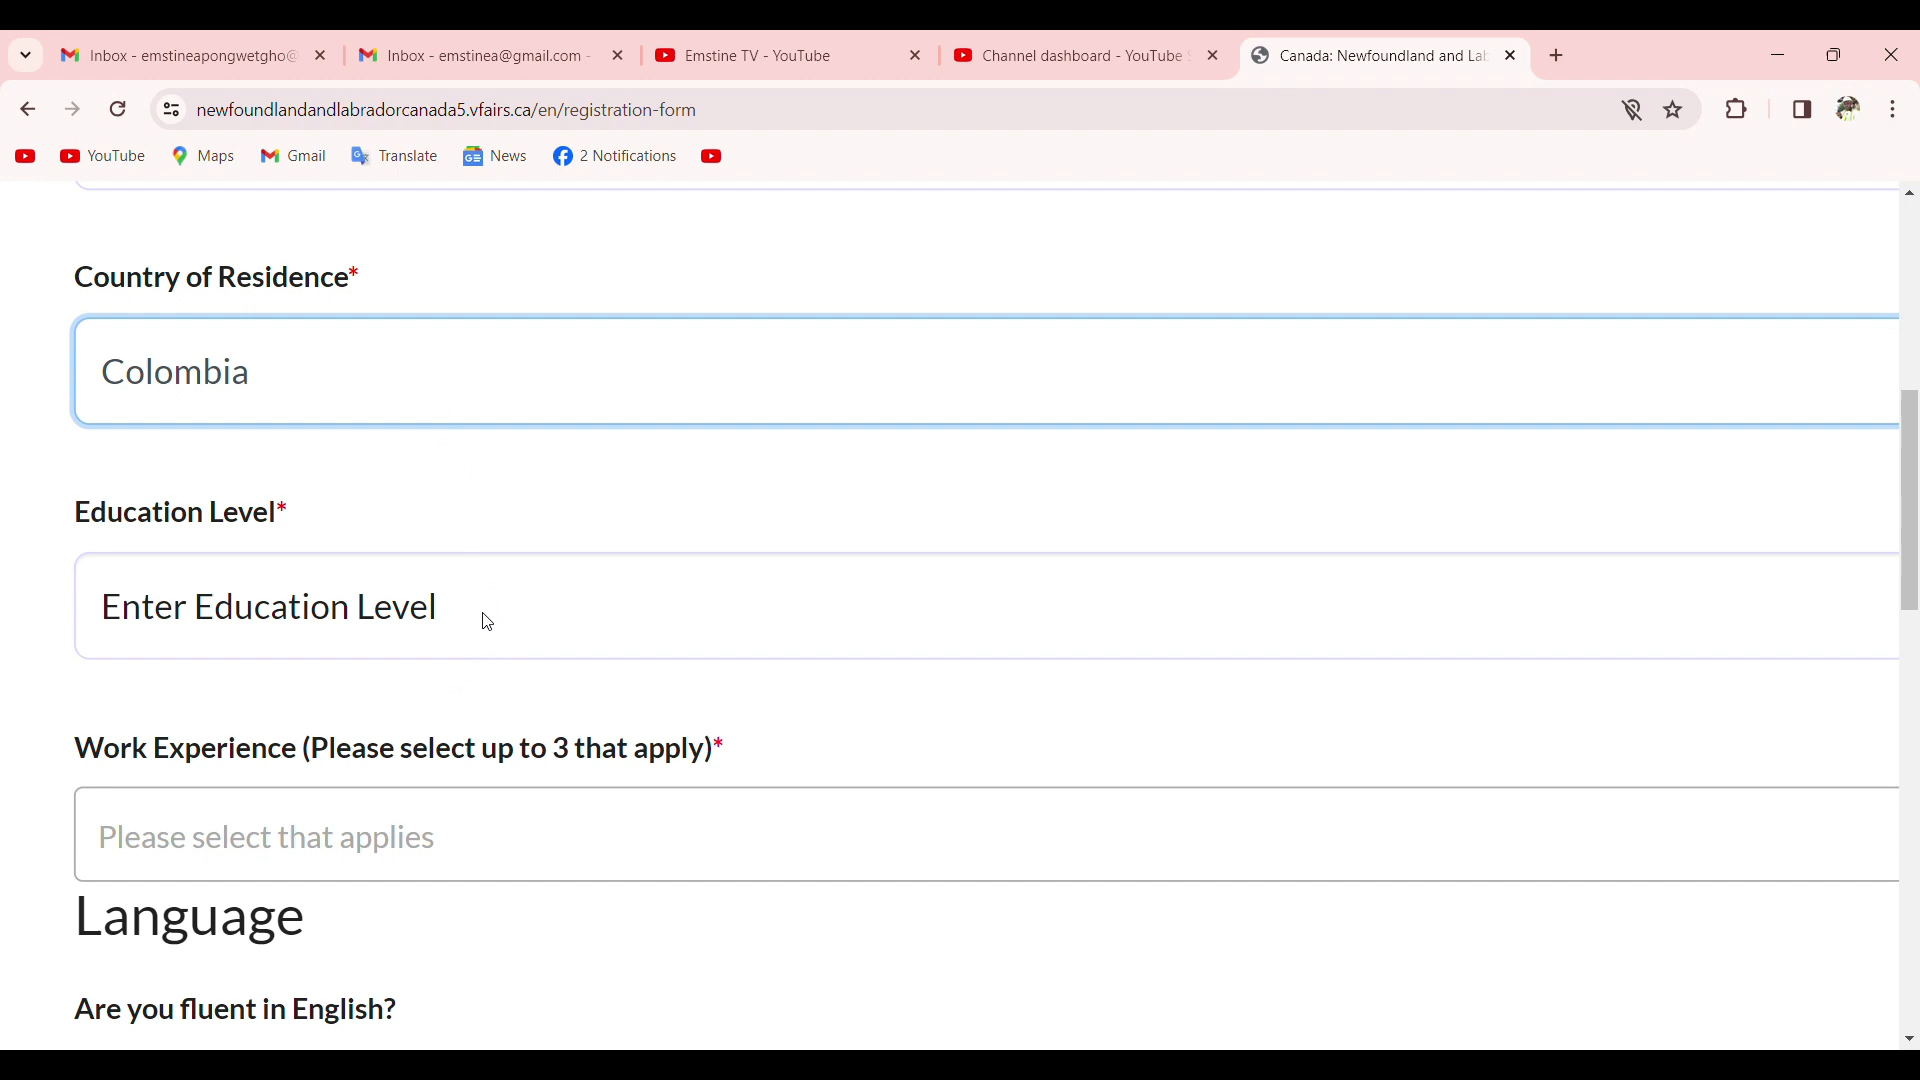 Inbox - emstineapongwetgho@
Inbox - emstinea@gmail.com -
Emstine TV - YouTube
Channel dashboard - YouTube S
Canada: Newfoundland and Lab
newfoundlandandlabradorcanada5.vfairs.ca/en/registration-form
YouTube
Maps
Gmail
Translate
News
2 Notifications
Country of Residence*
Colombia
Education Level*
Enter Education Level
Work Experience (Please select up to 3 that apply)*
Please select that applies
Language
Are you fluent in English?